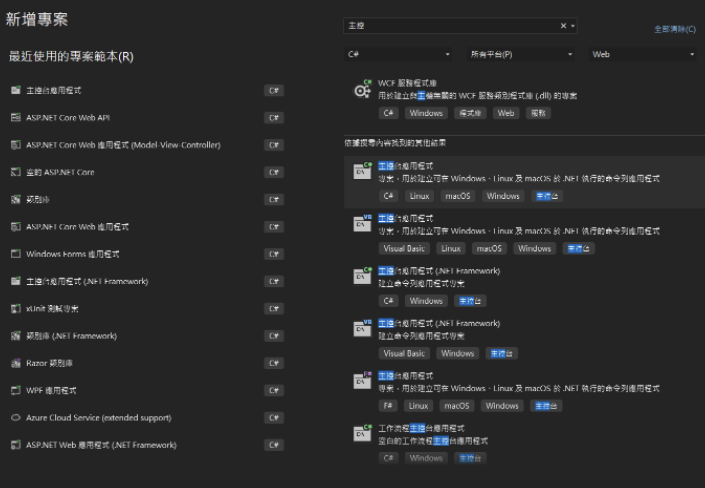 新增專案
最近使用的專案範本(R)
主控台應用程式
C#
ASP.NET Core Web API
C#
ASP.NET Core Web 應用程式 (Model-View-Controller)
C#
空的 ASP.NET Core
C#
類別庫
C#
ASP.NET Core Web 應用程式
C#
Windows Forms 應用程式
C#
主控台應用程式 (.NET Framework)
C#
xUnit 測試專案
C#
類別庫 (.NET Framework)
C#
Razor 類別庫
C#
WPF 應用程式
C#
Azure Cloud Service (extended support)
C#
ASP.NET Web 應用程式 (.NET Framework)
C#
主控
全部清除(C)
C# 所有平台(P) Web
WCF 服務程式庫
用於建立與主機無關的 WCF 服務類別程式庫 (.dll) 的專案
C# Windows 程式庫 Web 服務
依據搜尋內容找到的其他結果
主控台應用程式
專案，用於建立可在 Windows、Linux 及 macOS 於 .NET 執行的命令列應用程式
C# Linux macOS Windows 主控台
主控台應用程式
專案，用於建立可在 Windows、Linux 及 macOS 於 .NET 執行的命令列應用程式
Visual Basic Linux macOS Windows 主控台
主控台應用程式 (.NET Framework)
建立命令列應用程式專案
C# Windows 主控台
主控台應用程式 (.NET Framework)
建立命令列應用程式專案
Visual Basic Windows 主控台
主控台應用程式
專案，用於建立可在 Windows、Linux 及 macOS 於 .NET 執行的命令列應用程式
F# Linux macOS Windows 主控台
工作流程主控台應用程式
空白的工作流程主控台應用程式
C# Windows 主控台